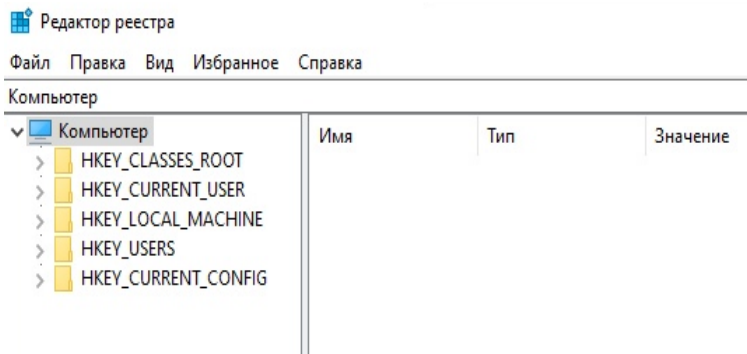 Редактор реестра
Файл Правка Вид Избранное Справка
Компьютер
Компьютер
Имя Тип Значение
HKEY_CLASSES_ROOT
HKEY_CURRENT_USER
HKEY_LOCAL_MACHINE
HKEY_USERS
HKEY_CURRENT_CONFIG